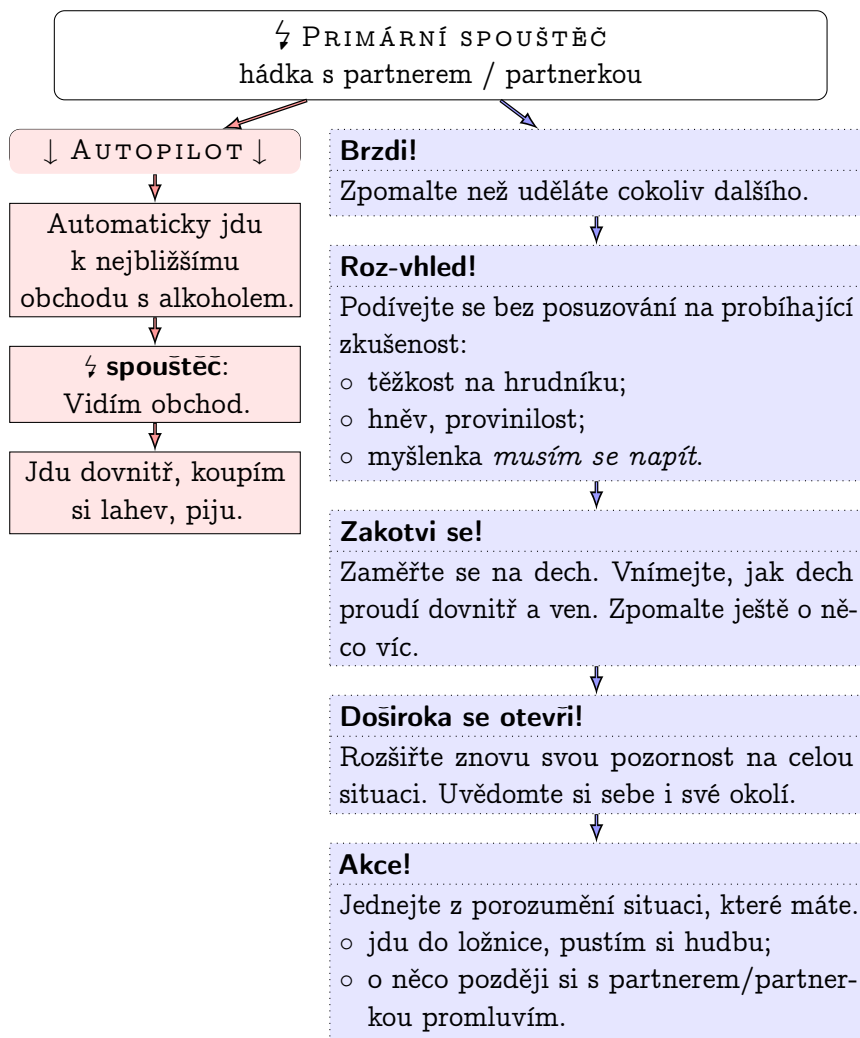 ↯ PRIMÁRNÍ SPOUŠTĚČ
hádka s partnerem / partnerkou
↓ AUTOPILOT ↓
Automaticky jdu
k nejbližšímu
obchodu s alkoholem.
↯ spouštěč:
Vidím obchod.
Jdu dovnitř, koupím
si lahev, piju.
Brzdi!
Zpomalte než uděláte cokoliv dalšího.
Roz-vhled!
Podívejte se bez posuzování na probíhající
zkušenost:
○ těžkost na hrudníku;
○ hněv, provinilost;
○ myšlenka musím se napít.
Zakotvi se!
Zaměřte se na dech. Vnímejte, jak dech
proudí dovnitř a ven. Zpomalte ještě o ně-
co víc.
Doširoka se otevři!
Rozšiřte znovu svou pozornost na celou
situaci. Uvědomte si sebe i své okolí.
Akce!
Jednejte z porozumění situaci, které máte.
○ jdu do ložnice, pustím si hudbu;
○ o něco později si s partnerem/partner-
kou promluvím.